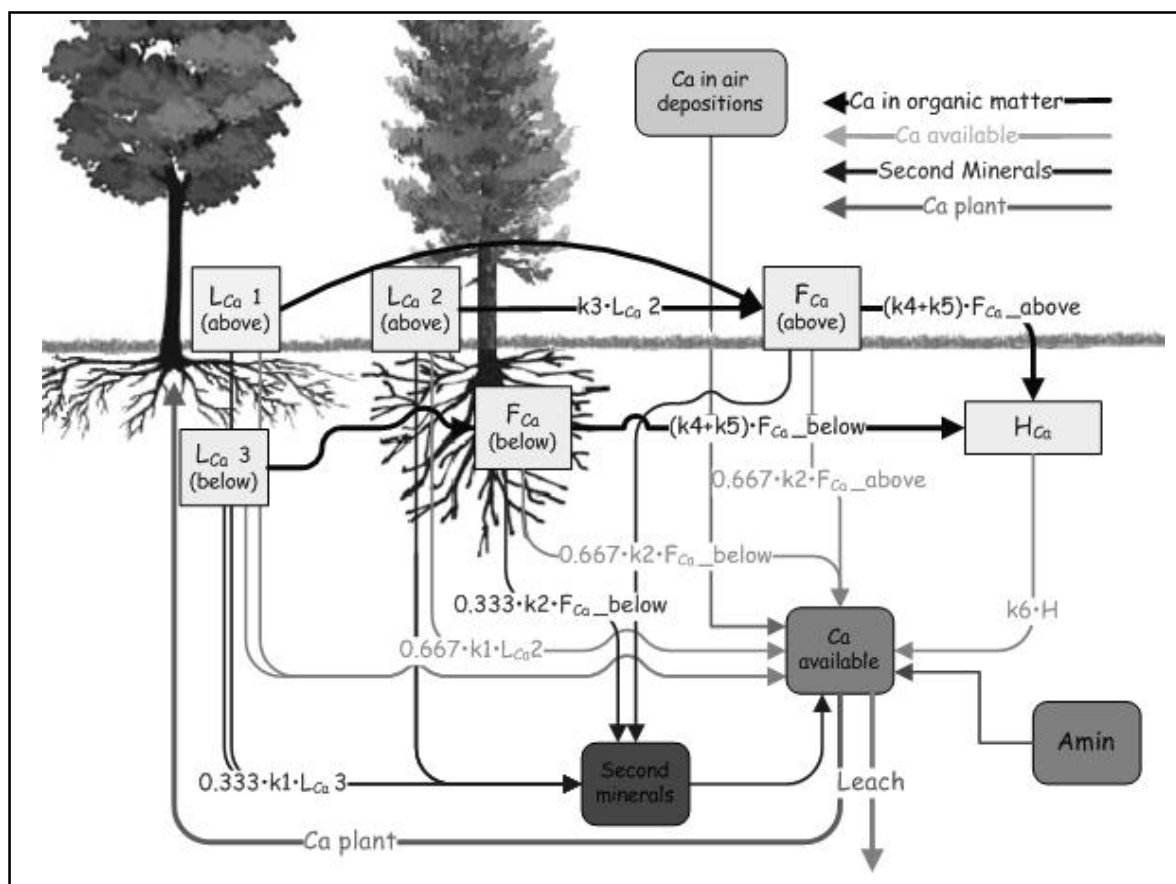 Ca in air
depositions
Ca in organic matter
Ca available
Second Minerals
Ca plant
LCa 1
(above)
LCa 2
(above)
k3•LCa 2
FCa
(above)
(k4+k5)•FCa_above
LCa 3
(below)
FCa
(below)
(k4+k5)•FCa_below
HCa
0.667•k2•FCa_above
0.667•k2•FCa_below
0.333•k2•FCa_below
k6•H
0.667•k1•LCa2
Ca
available
Amin
0.333•k1•LCa 3
Second
minerals
Leach
Ca plant